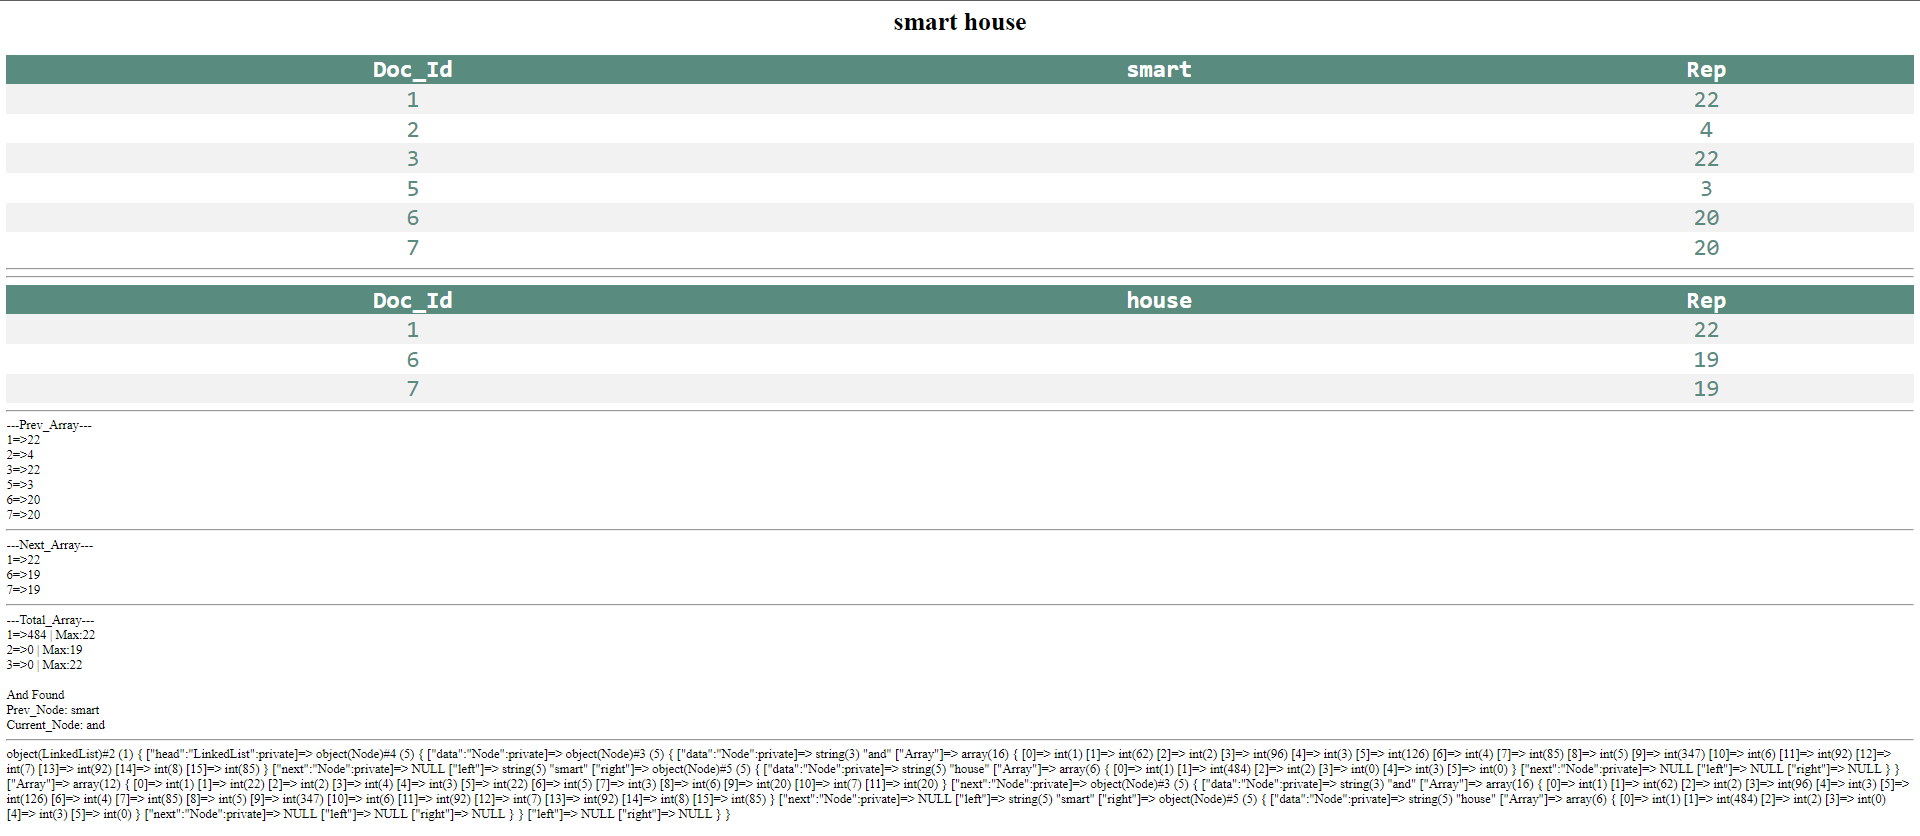 smart house
Doc_Id smart Rep
1 22
2 4
3 22
5 3
6 20
7 20
Doc_Id house Rep
1 22
6 19
7 19
---Prev_Array---
1=>22
2=>4
3=>22
5=>3
6=>20
7=>20
---Next_Array---
1=>22
6=>19
7=>19
---Total_Array---
1=>484 | Max:22
2=>0 | Max:19
3=>0 | Max:22
And Found
Prev_Node: smart
Current_Node: and
object(LinkedList)#2 (1) { ["head":"LinkedList":private]=> object(Node)#4 (5) { ["data":"Node":private]=> object(Node)#3 (5) { ["data":"Node":private]=> string(3) "and" ["Array"]=> array(16) { [0]=> int(1) [1]=> int(62) [2]=> int(2) [3]=> int(96) [4]=> int(3) [5]=> int(126) [6]=> int(4) [7]=> int(85) [8]=> int(5) [9]=> int(347) [10]=> int(6) [11]=> int(92) [12]=>
int(7) [13]=> int(92) [14]=> int(8) [15]=> int(85) } ["next":"Node":private]=> NULL ["left"]=> string(5) "smart" ["right"]=> object(Node)#5 (5) { ["data":"Node":private]=> string(5) "house" ["Array"]=> array(6) { [0]=> int(1) [1]=> int(484) [2]=> int(2) [3]=> int(0) [4]=> int(3) [5]=> int(0) } ["next":"Node":private]=> NULL ["left"]=> NULL ["right"]=> NULL } }
["Array"]=> array(12) { [0]=> int(1) [1]=> int(22) [2]=> int(2) [3]=> int(4) [4]=> int(3) [5]=> int(22) [6]=> int(5) [7]=> int(3) [8]=> int(6) [9]=> int(20) [10]=> int(7) [11]=> int(20) } ["next":"Node":private]=> object(Node)#3 (5) { ["data":"Node":private]=> string(3) "and" ["Array"]=> array(16) { [0]=> int(1) [1]=> int(62) [2]=> int(2) [3]=> int(96) [4]=> int(3) [5]=>
int(126) [6]=> int(4) [7]=> int(85) [8]=> int(5) [9]=> int(347) [10]=> int(6) [11]=> int(92) [12]=> int(7) [13]=> int(92) [14]=> int(8) [15]=> int(85) } ["next":"Node":private]=> NULL ["left"]=> string(5) "smart" ["right"]=> object(Node)#5 (5) { ["data":"Node":private]=> string(5) "house" ["Array"]=> array(6) { [0]=> int(1) [1]=> int(484) [2]=> int(2) [3]=> int(0)
[4]=> int(3) [5]=> int(0) } ["next":"Node":private]=> NULL ["left"]=> NULL ["right"]=> NULL } } ["left"]=> NULL ["right"]=> NULL } }